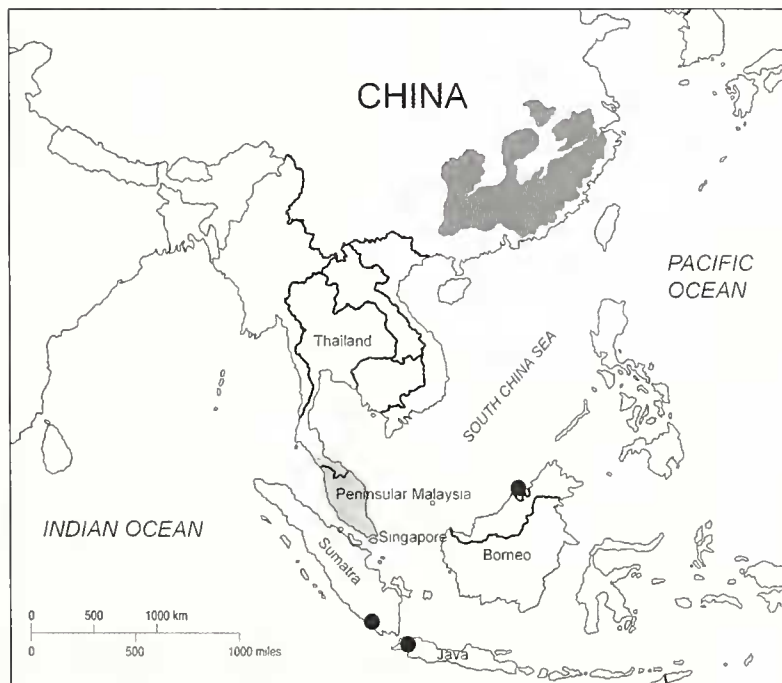 CHINA
PACIFIC
OCEAN
Thailand
SOUTH CHINA SEA
Peninsular Malaysia
INDIAN OCEAN
Singapore
Borneo
Sumatra
0 500 1000 km
0 500 1000 miles
Java